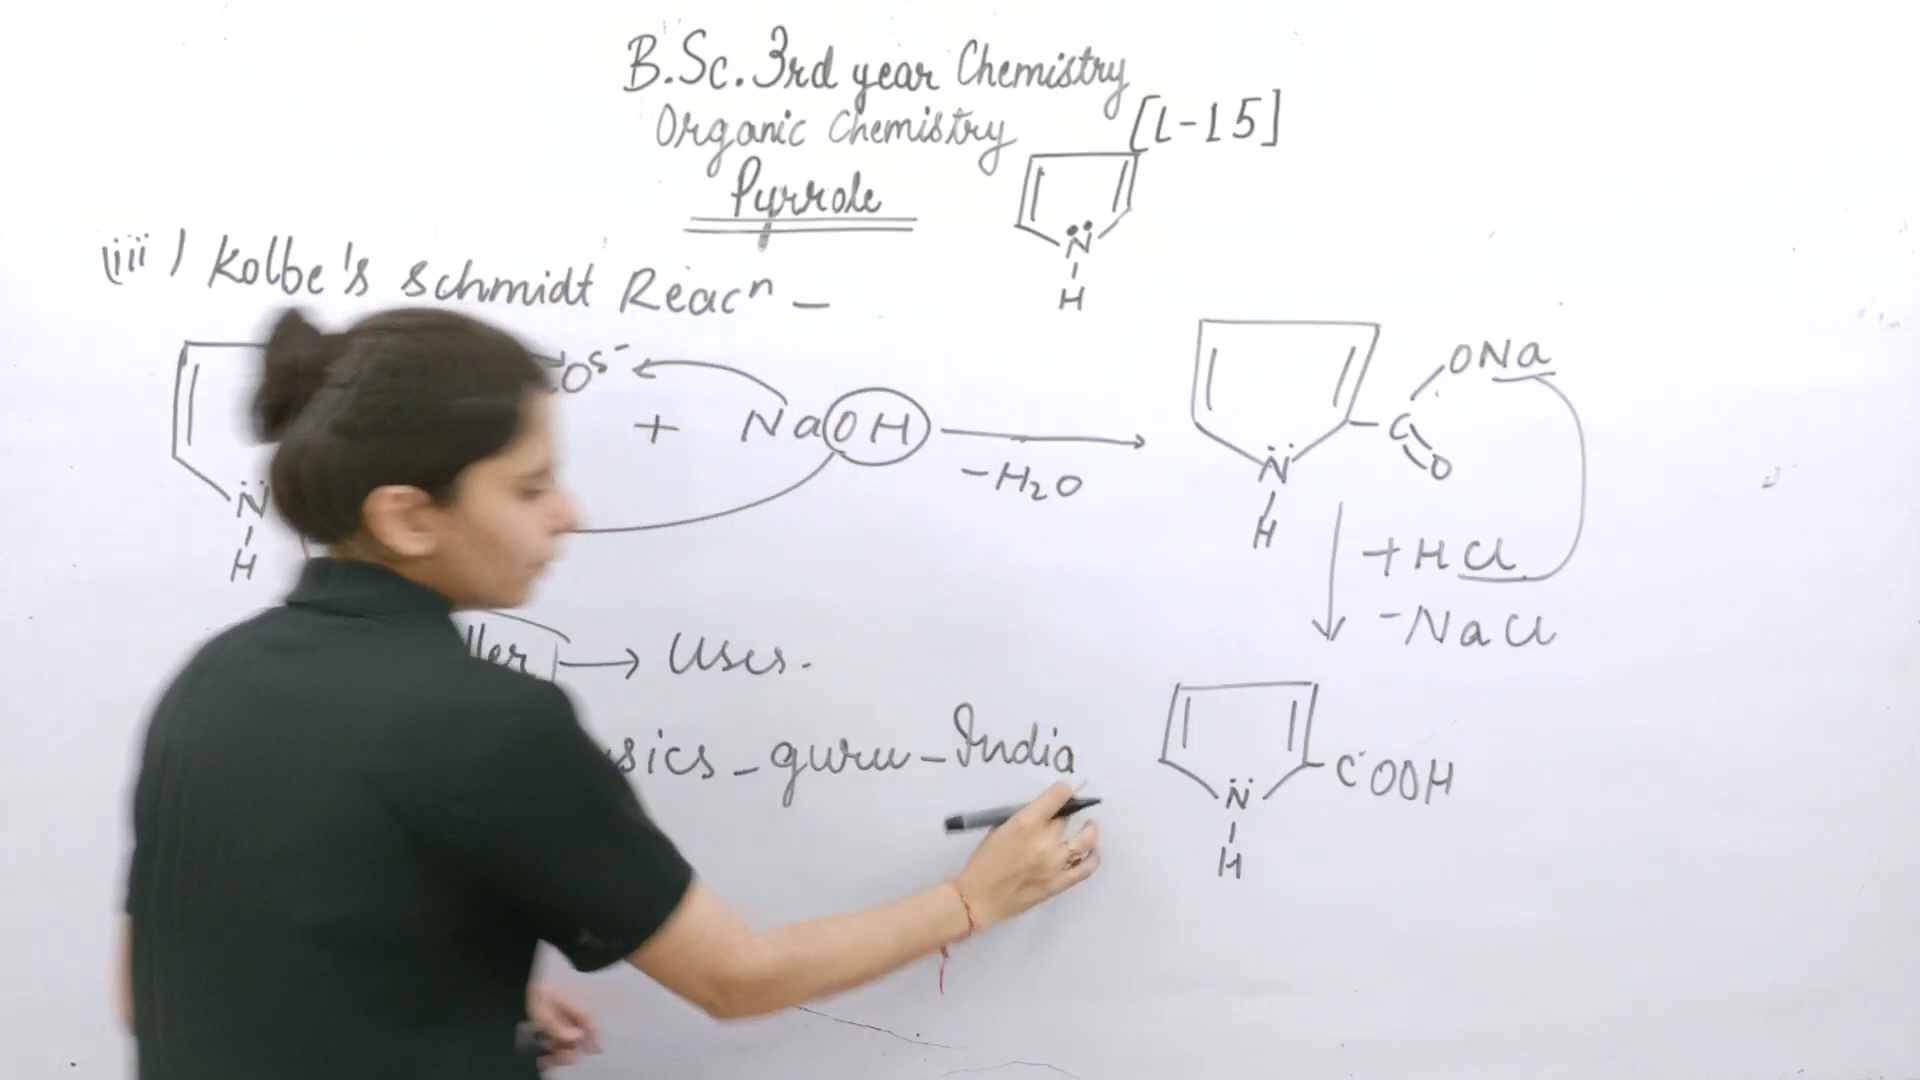 B.Sc. 3rd year Chemistry
Organic Chemistry [L-15]
Pyrrole
N
H
(iii) Kolbe's schmidt Reacⁿ –
N
H
+ NaOH
-H2O
N
H
C
ONa
O
+HCl
-NaCl
→ Uses.
- guru - India
N
H
COOH